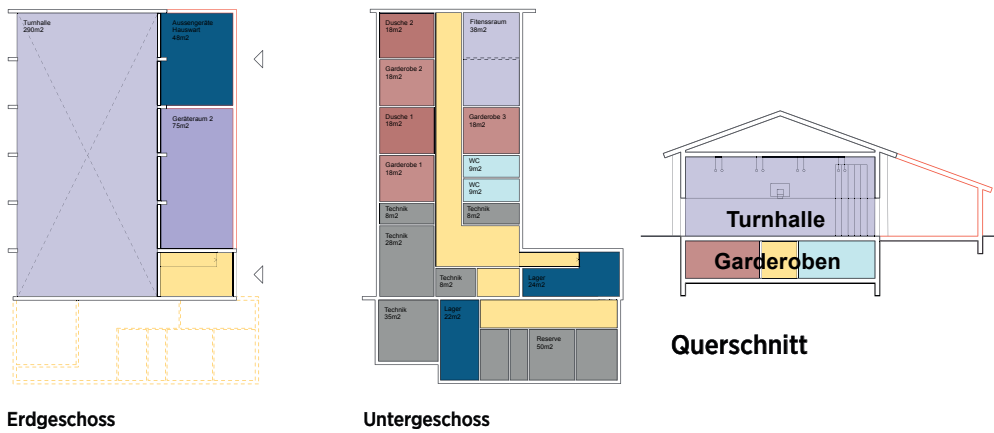 Turnhalle
290m2
Aussengeräte
Hauswart
48m2
Geräteraum 2
75m2
Erdgeschoss
Dusche 2
18m2
Fitenssraum
38m2
Garderobe 2
18m2
Dusche 1
18m2
Garderobe 3
18m2
Garderobe 1
18m2
WC
9m2
WC
9m2
Technik
8m2
Technik
8m2
Technik
28m2
Technik
8m2
Lager
24m2
Technik
35m2
Lager
22m2
Reserve
50m2
Untergeschoss
Turnhalle
Garderoben
Querschnitt